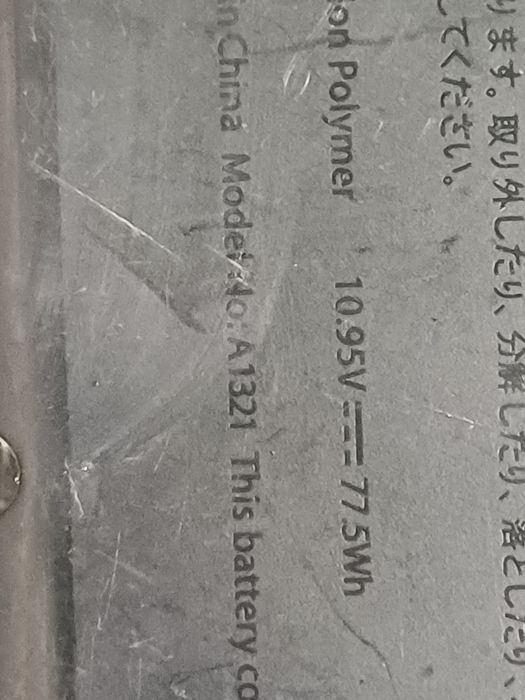 ります。取り外したり、分解したり、落としたり、
してください。
ion Polymer 10.95V ⎓ 77.5Wh
in China Model No: A1321 This battery co